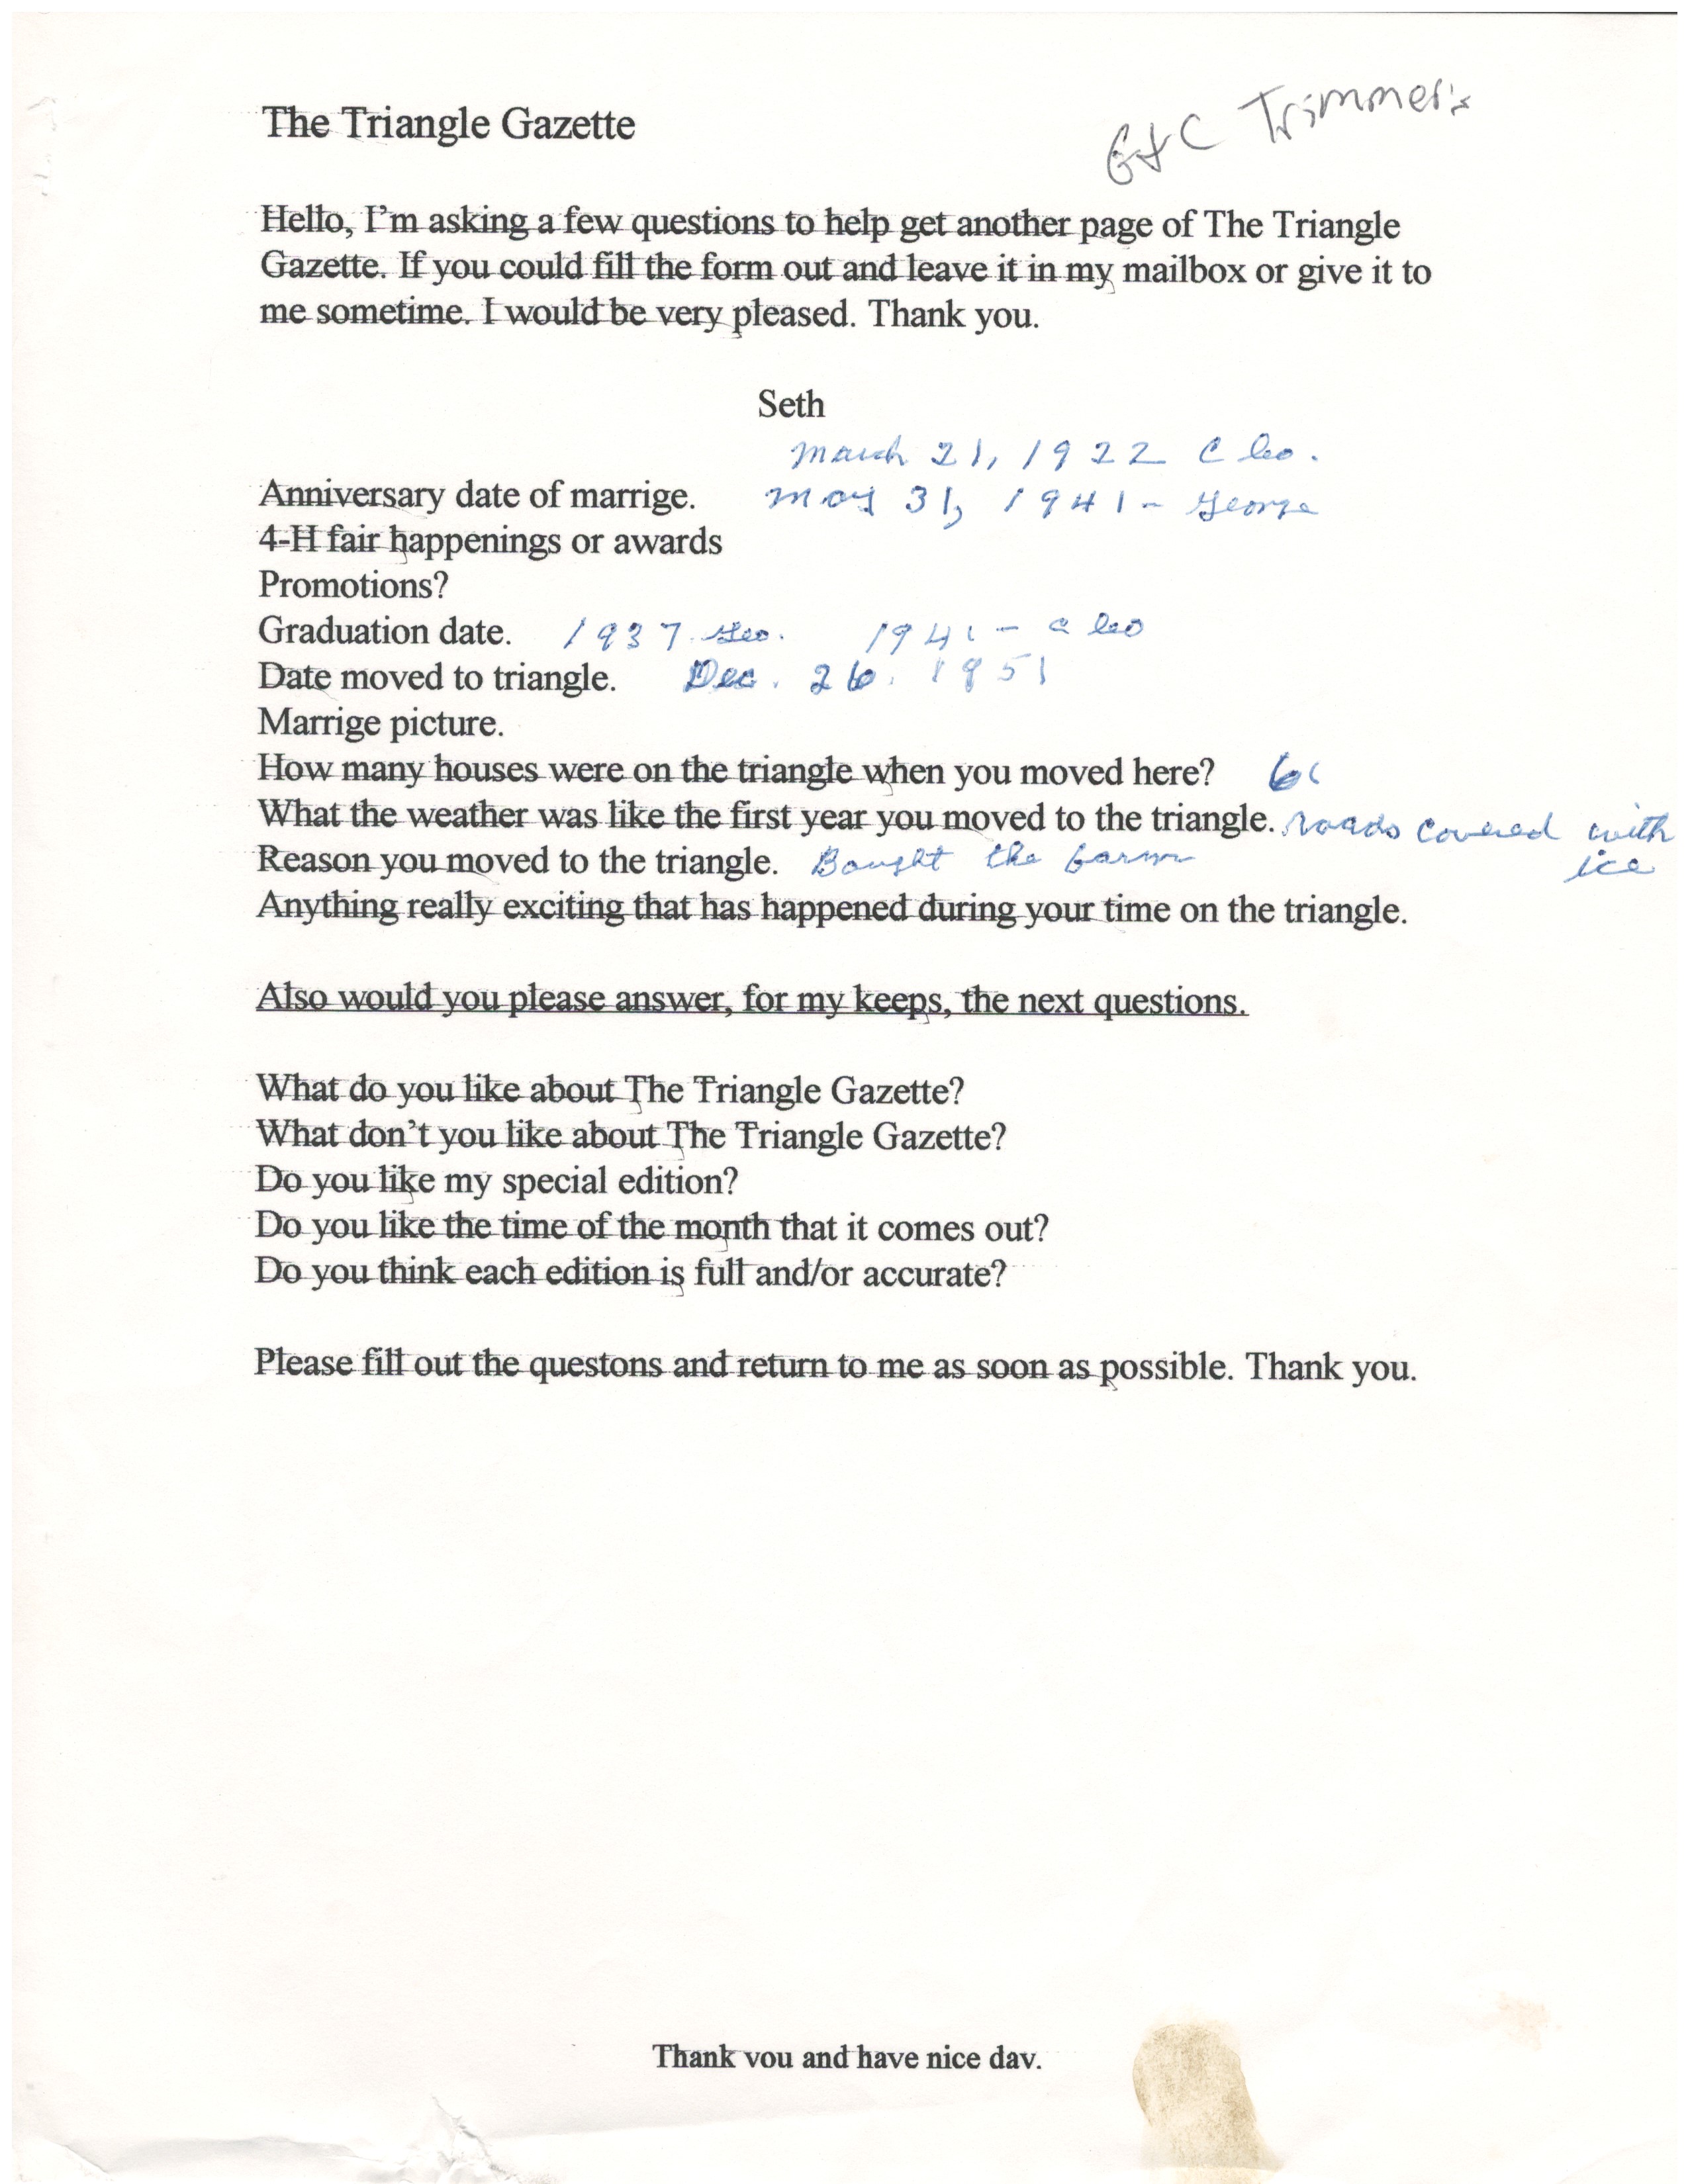 The Triangle Gazette
G & C Trimmer's
Hello, I'm asking a few questions to help get another page of The Triangle
Gazette. If you could fill the form out and leave it in my mailbox or give it to
me sometime. I would be very pleased. Thank you.
Seth
March 21, 1922 Cleo.
Anniversary date of marrige. May 31, 1941 - George
4-H fair happenings or awards
Promotions?
Graduation date. 1937 Geo. 1941 - Cleo
Date moved to triangle. Dec. 26. 1951
Marrige picture.
How many houses were on the triangle when you moved here? 6
What the weather was like the first year you moved to the triangle. roads covered with
Reason you moved to the triangle. Bought the farm ice
Anything really exciting that has happened during your time on the triangle.
Also would you please answer, for my keeps, the next questions.
What do you like about The Triangle Gazette?
What don't you like about The Triangle Gazette?
Do you like my special edition?
Do you like the time of the month that it comes out?
Do you think each edition is full and/or accurate?
Please fill out the questons and return to me as soon as possible. Thank you.
Thank you and have nice day.